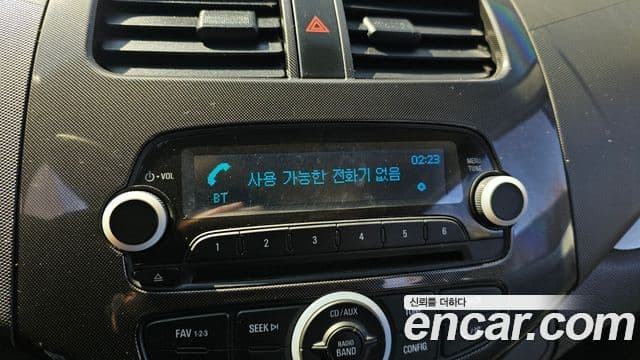 02:23
사용 가능한 전화기 없음
BT
VOL
MENU
TUNE
1 2 3 4 5 6
CD/AUX
FAV 1-2-3
SEEK
RADIO
BAND
CONFIG
신뢰를 더하다
encar.com